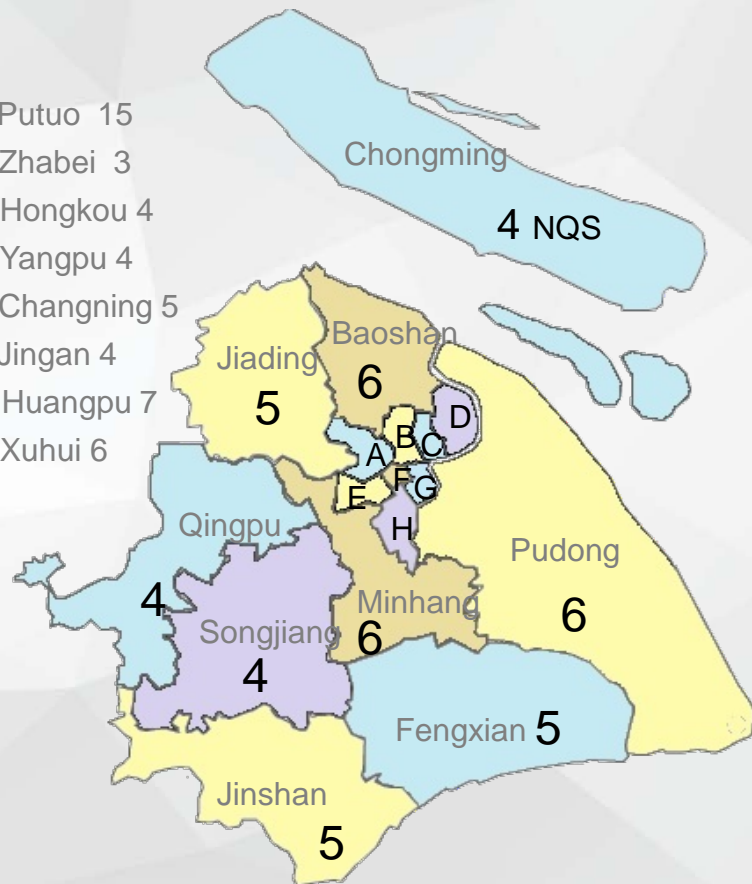 Putuo 15
Zhabei 3
Hongkou 4
Yangpu 4
Changning 5
Jingan 4
Huangpu 7
Xuhui 6
Chongming
4 NQS
Baoshan
6
Jiading
5
D
B
C
A
F
E
G
H
Qingpu
4
Pudong
6
Minhang
6
Songjiang
4
Fengxian 5
Jinshan
5